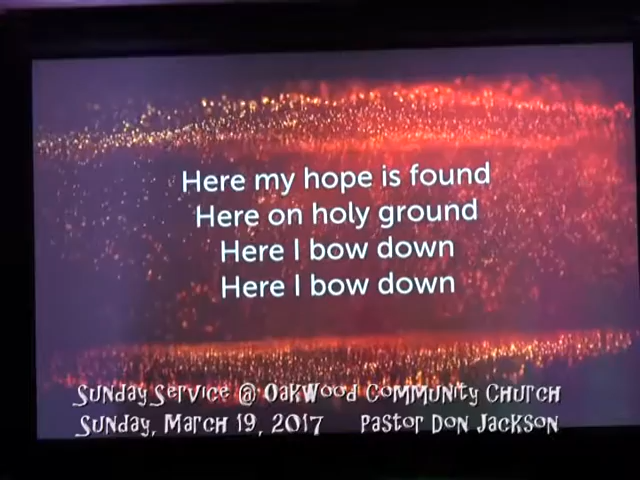 Here my hope is found
Here on holy ground
Here I bow down
Here I bow down
Sunday Service @ Oakwood Community Church
Sunday, March 19, 2017 Pastor Don Jackson